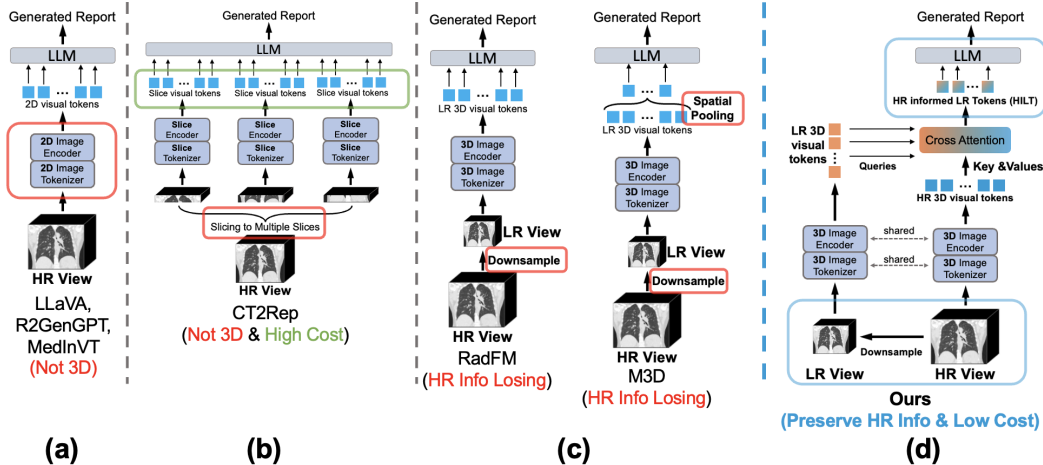 Generated Report
LLM
2D visual tokens
2D Image
Encoder
2D Image
Tokenizer
HR View
LLaVA,
R2GenGPT,
MedInVT
(Not 3D)
(a)
Generated Report
LLM
Slice visual tokens
Slice visual tokens
Slice visual tokens
Slice
Encoder
Slice
Tokenizer
Slice
Encoder
Slice
Tokenizer
Slice
Encoder
Slice
Tokenizer
Slicing to Multiple Slices
HR View
CT2Rep
(Not 3D & High Cost)
(b)
Generated Report
LLM
LR 3D visual tokens
3D Image
Encoder
3D Image
Tokenizer
LR View
Downsample
HR View
RadFM
(HR Info Losing)
Generated Report
LLM
Spatial
Pooling
LR 3D visual tokens
3D Image
Encoder
3D Image
Tokenizer
LR View
Downsample
HR View
M3D
(HR Info Losing)
(c)
Generated Report
LLM
HR informed LR Tokens (HILT)
LR 3D
visual
tokens
Queries
Cross Attention
Key &Values
HR 3D visual tokens
3D Image
Encoder
3D Image
Tokenizer
shared
shared
3D Image
Encoder
3D Image
Tokenizer
Downsample
LR View
HR View
Ours
(Preserve HR Info & Low Cost)
(d)